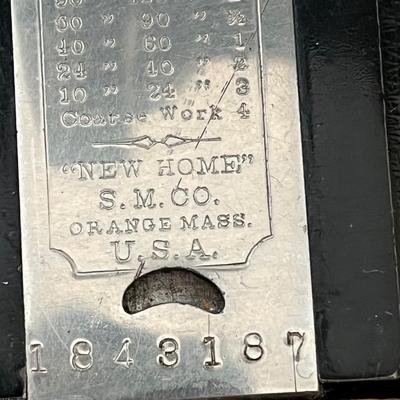 60 " 90 " ½
40 " 60 " 1
24 " 40 " 2
10 " 24 " 3
Coarse Work 4
"NEW HOME"
S. M. CO.
ORANGE MASS.
U.S.A.
1843187